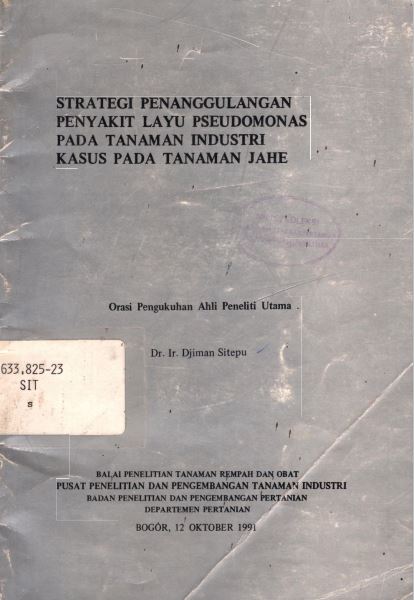 STRATEGI PENANGGULANGAN
PENYAKIT LAYU PSEUDOMONAS
PADA TANAMAN INDUSTRI
KASUS PADA TANAMAN JAHE
Orasi Pengukuhan Ahli Peneliti Utama
Dr. Ir. Djiman Sitepu
633.825-23
SIT
s
BALAI PENELITIAN TANAMAN REMPAH DAN OBAT
PUSAT PENELITIAN DAN PENGEMBANGAN TANAMAN INDUSTRI
BADAN PENELITIAN DAN PENGEMBANGAN PERTANIAN
DEPARTEMEN PERTANIAN
BOGOR, 12 OKTOBER 1991